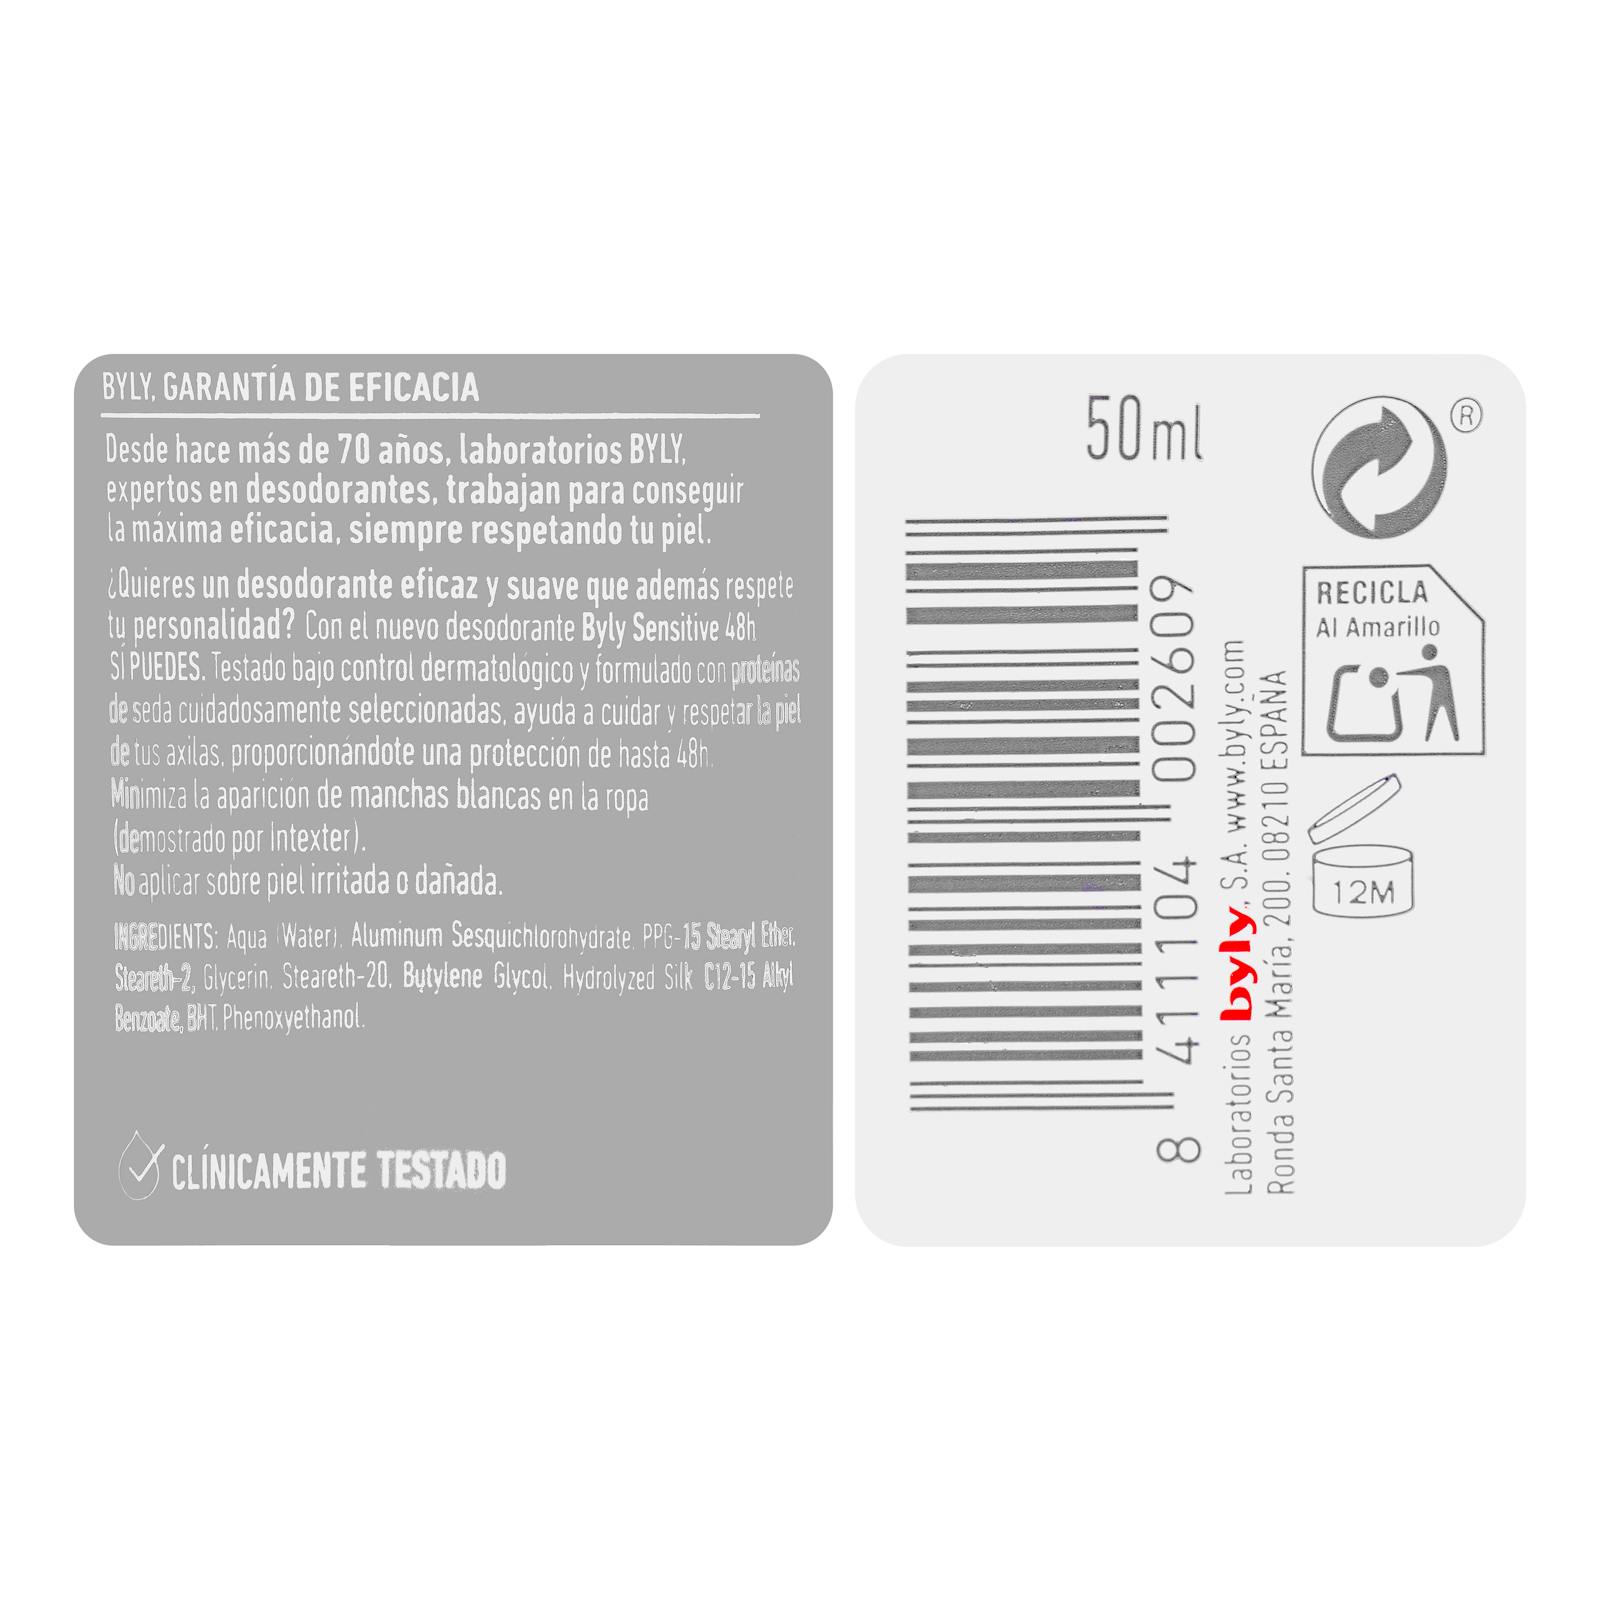 BYLY, GARANTÍA DE EFICACIA
Desde hace más de 70 años, laboratorios BYLY,
expertos en desodorantes, trabajan para conseguir
la máxima eficacia, siempre respetando tu piel.
¿Quieres un desodorante eficaz y suave que además respete
tu personalidad? Con el nuevo desodorante Byly Sensitive 48h
SÍ PUEDES. Testado bajo control dermatológico y formulado con proteínas
de seda cuidadosamente seleccionadas, ayuda a cuidar y respetar la piel
de tus axilas, proporcionándote una protección de hasta 48h.
Minimiza la aparición de manchas blancas en la ropa
(demostrado por Intexter).
No aplicar sobre piel irritada o dañada.
INGREDIENTS: Aqua (Water), Aluminum Sesquichlorohydrate, PPG-15 Stearyl Ether,
Steareth-2, Glycerin, Steareth-20, Butylene Glycol, Hydrolyzed Silk C12-15 Alkyl
Benzoate, BHT, Phenoxyethanol.
CLÍNICAMENTE TESTADO
50ml
®
RECICLA
Al Amarillo
12M
8 411104 002609
Laboratorios byly, S.A. www.byly.com
Ronda Santa María, 200. 08210 ESPAÑA